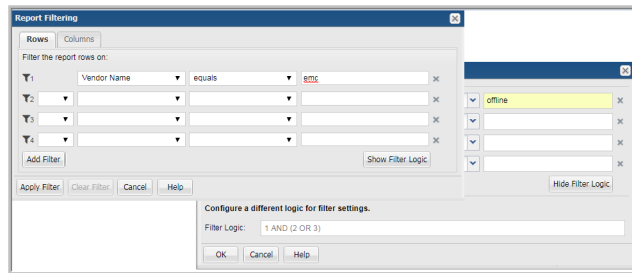 Report Filtering
Rows Columns
Filter the report rows on:
1 Vendor Name equals emc
2
3
4
Add Filter Show Filter Logic
Apply Filter Clear Filter Cancel Help
offline
Hide Filter Logic
Configure a different logic for filter settings.
Filter Logic: 1 AND (2 OR 3)
OK Cancel Help